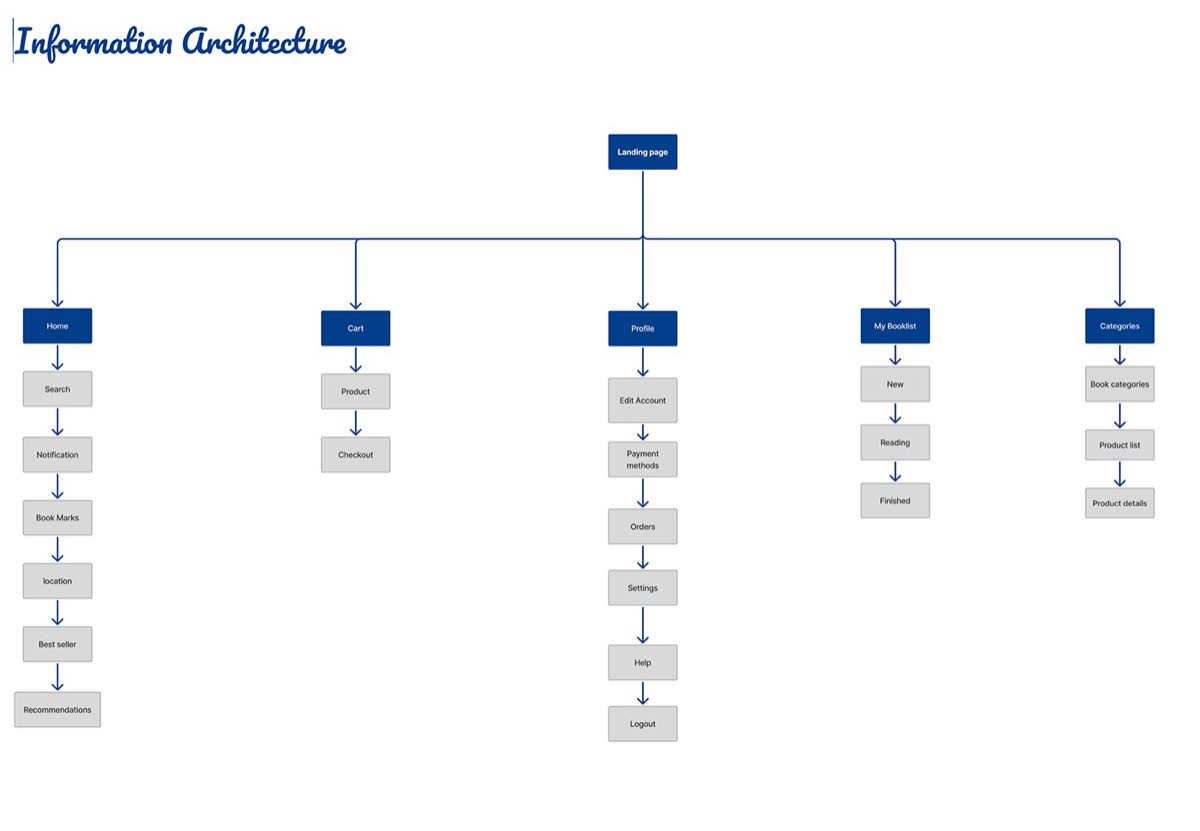 Information Architecture
Landing page
Home
Search
Notification
Book Marks
location
Best seller
Recommendations
Cart
Product
Checkout
Profile
Edit Account
Payment
methods
Orders
Settings
Help
Logout
My Booklist
New
Reading
Finished
Categories
Book categories
Product list
Product details